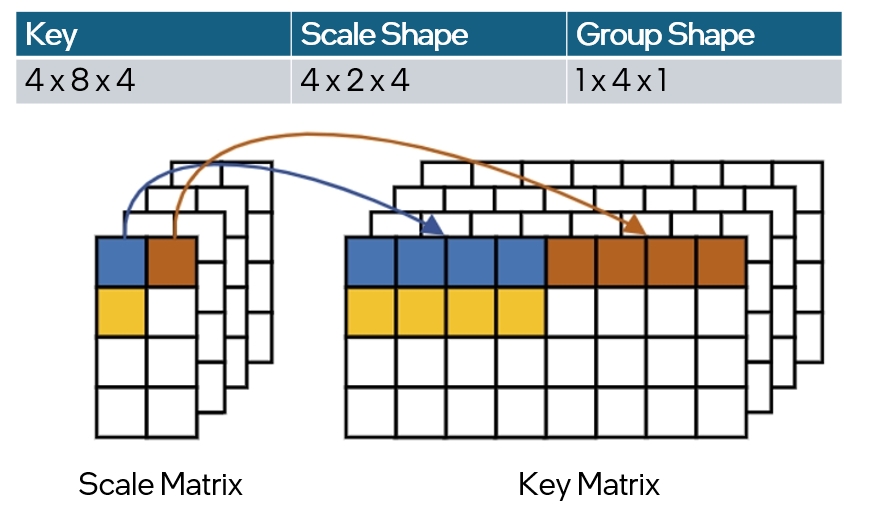 Key Scale Shape Group Shape
4 x 8 x 4 4 x 2 x 4 1 x 4 x 1
Scale Matrix Key Matrix